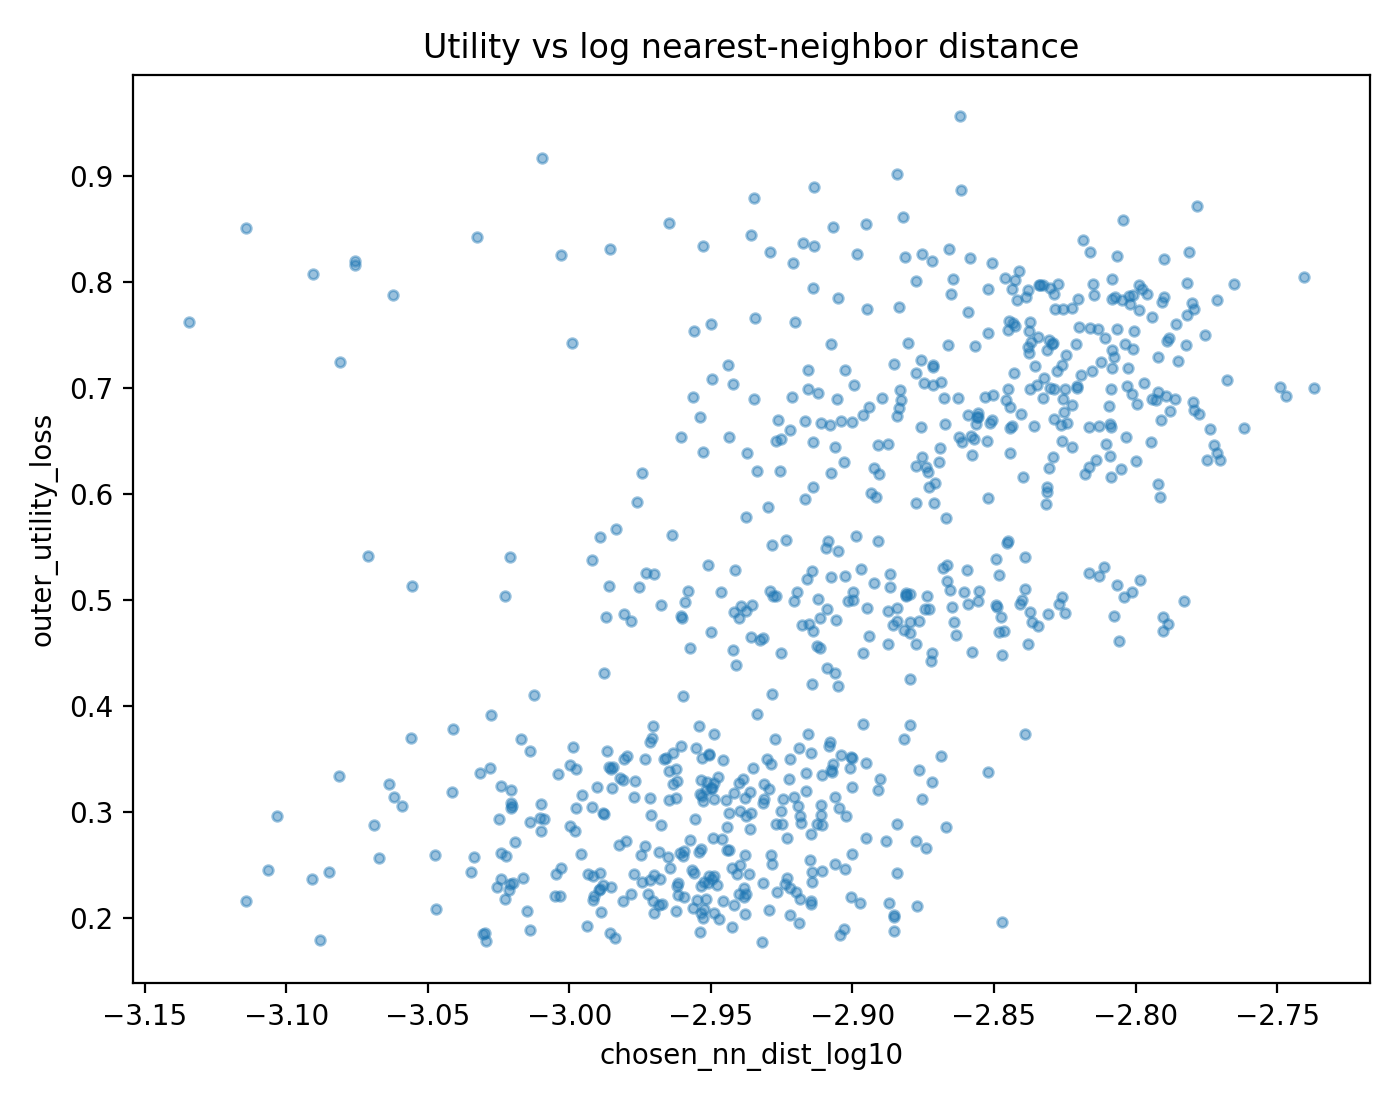 Utility vs log nearest-neighbor distance
outer_utility_loss
0.9
0.8
0.7
0.6
0.5
0.4
0.3
0.2
−3.15 −3.10 −3.05 −3.00 −2.95 −2.90 −2.85 −2.80 −2.75
chosen_nn_dist_log10